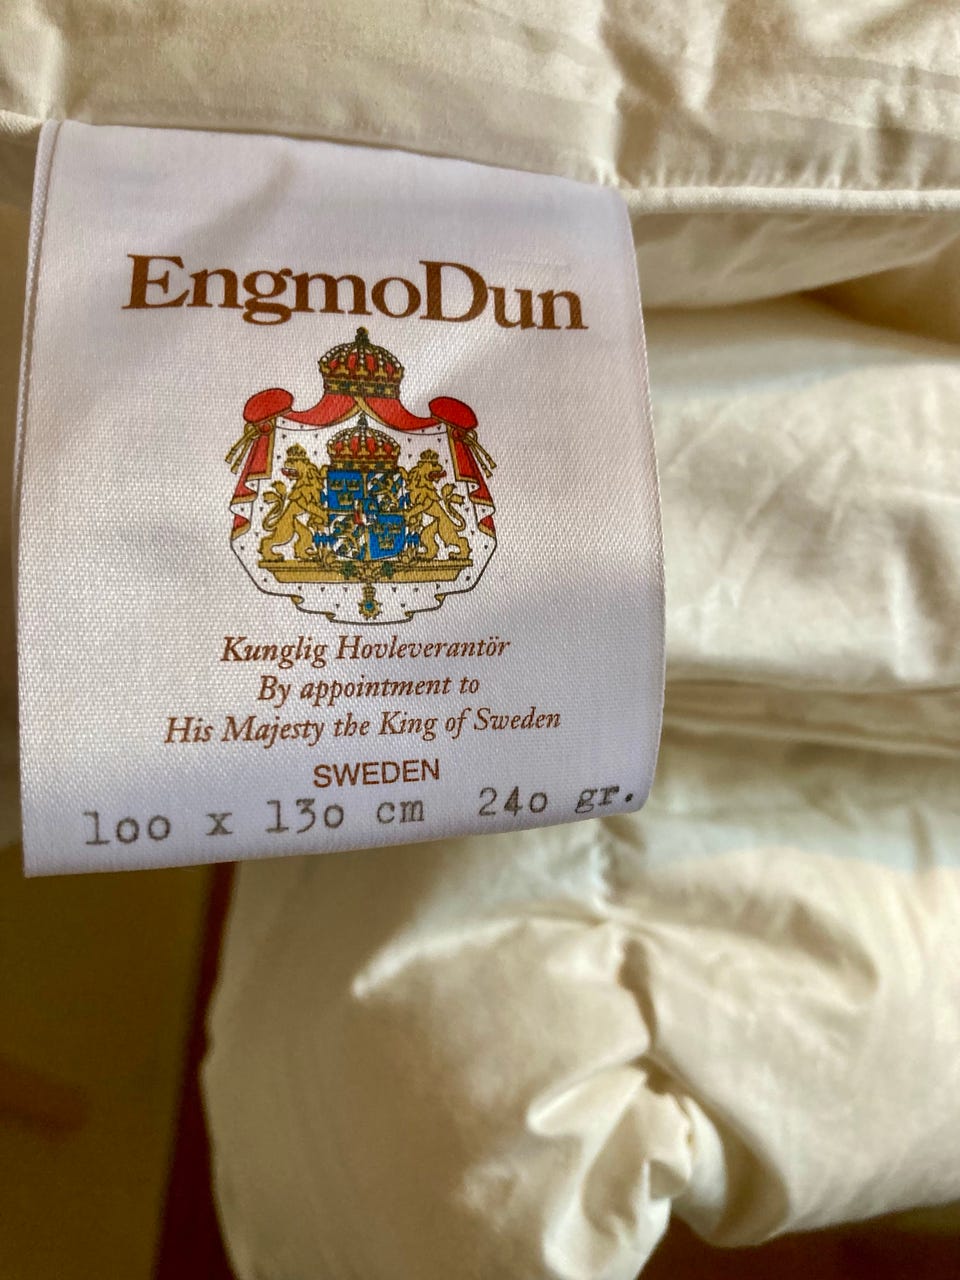 EngmoDun
Kunglig Hovleverantör
By appointment to
His Majesty the King of Sweden
SWEDEN
100 x 130 cm 240 gr.